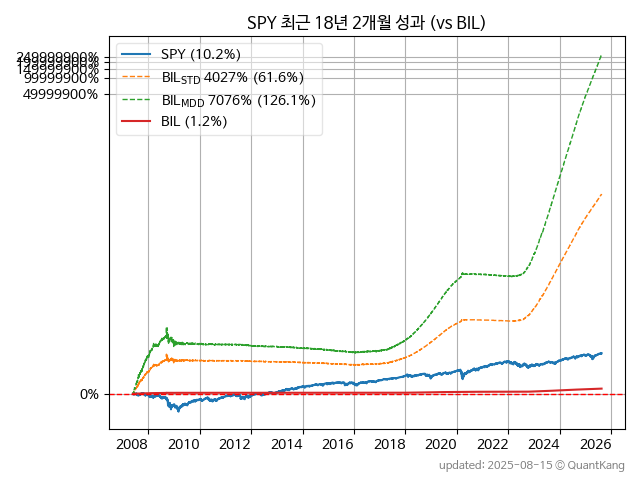 SPY 최근 18년 2개월 성과 (vs BIL)
SPY (10.2%)
BIL_STD 4027% (61.6%)
BIL_MDD 7076% (126.1%)
BIL (1.2%)
249999900%
99999900%
49999900%
0%
2008 2010 2012 2014 2016 2018 2020 2022 2024 2026
updated: 2025-08-15 © QuantKang